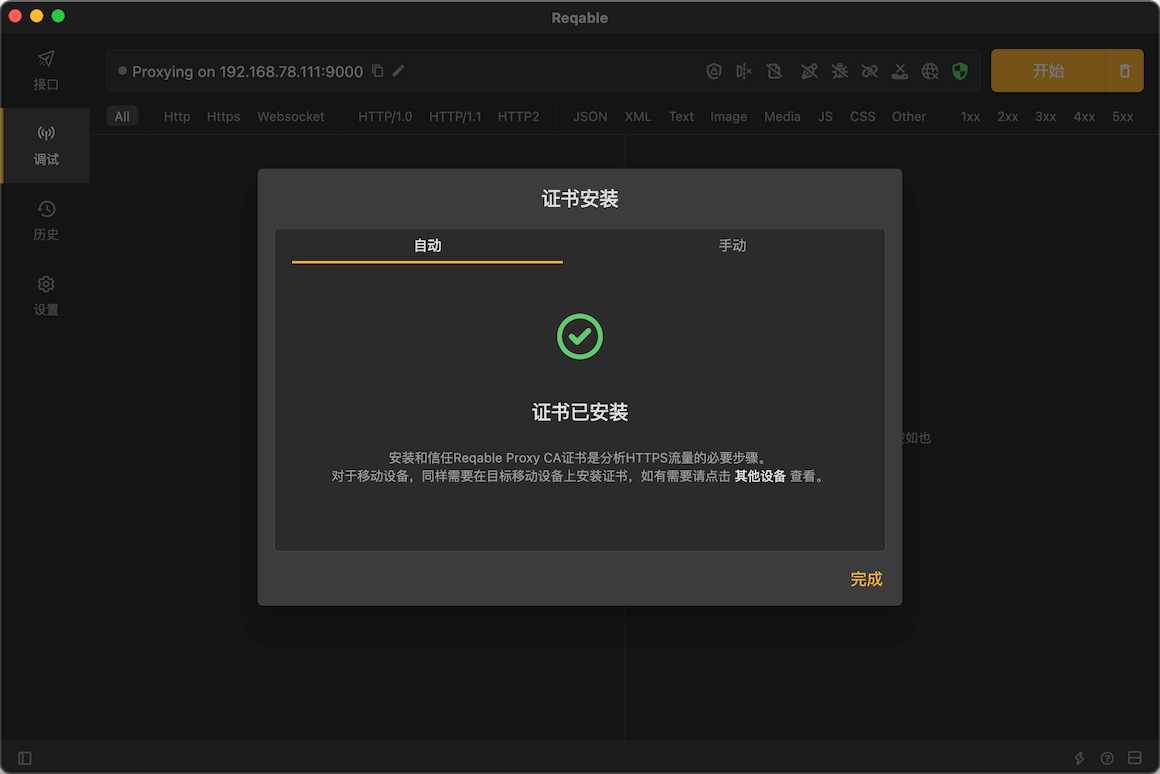 Reqable
接口
Proxying on 192.168.78.111:9000
开始
All Http Https Websocket HTTP/1.0 HTTP/1.1 HTTP2 JSON XML Text Image Media JS CSS Other 1xx 2xx 3xx 4xx 5xx
调试
历史
设置
证书安装
自动 手动
证书已安装
如也
安装和信任Reqable Proxy CA证书是分析HTTPS流量的必要步骤。
对于移动设备，同样需要在目标移动设备上安装证书，如有需要请点击 其他设备 查看。
完成